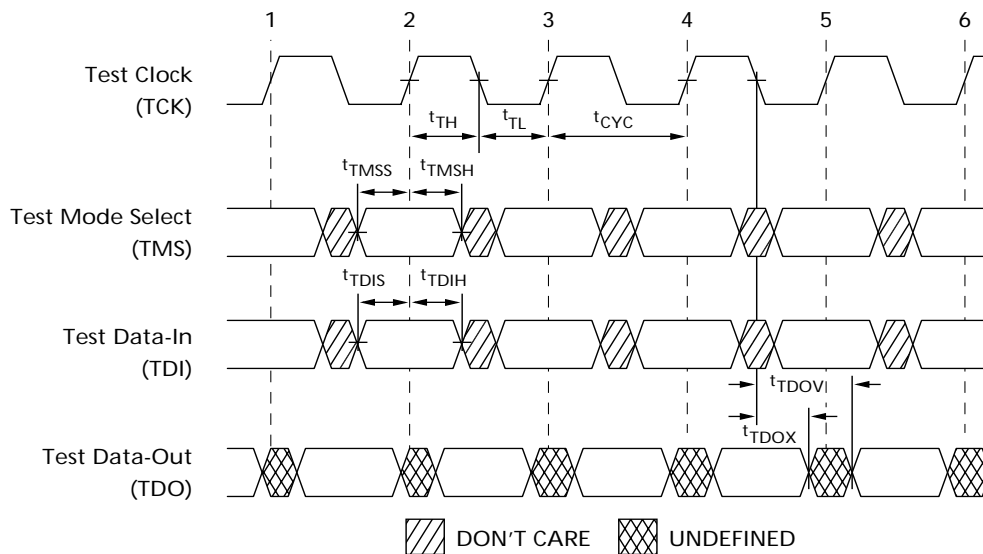 1 2 3 4 5 6
Test Clock
(TCK)
tTH tTL tCYC
tTMSS tTMSH
Test Mode Select
(TMS)
tTDIS tTDIH
Test Data-In
(TDI)
tTDOV
tTDOX
Test Data-Out
(TDO)
DON'T CARE UNDEFINED